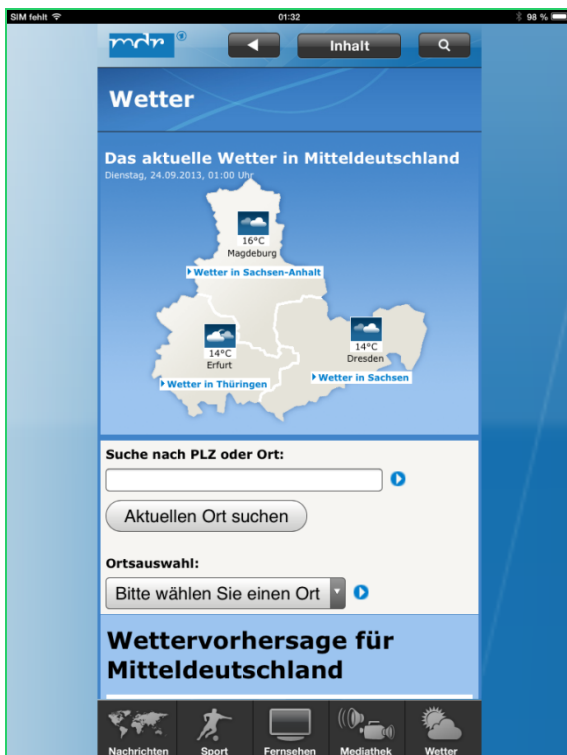 SIM fehlt 01:32 98 %
mdr Inhalt
Wetter
Das aktuelle Wetter in Mitteldeutschland
Dienstag, 24.09.2013, 01:00 Uhr
16°C
Magdeburg
Wetter in Sachsen-Anhalt
14°C
Erfurt
Wetter in Thüringen
14°C
Dresden
Wetter in Sachsen
Suche nach PLZ oder Ort:
Aktuellen Ort suchen
Ortsauswahl:
Bitte wählen Sie einen Ort
Wettervorhersage für
Mitteldeutschland
Nachrichten Sport Fernsehen Mediathek Wetter